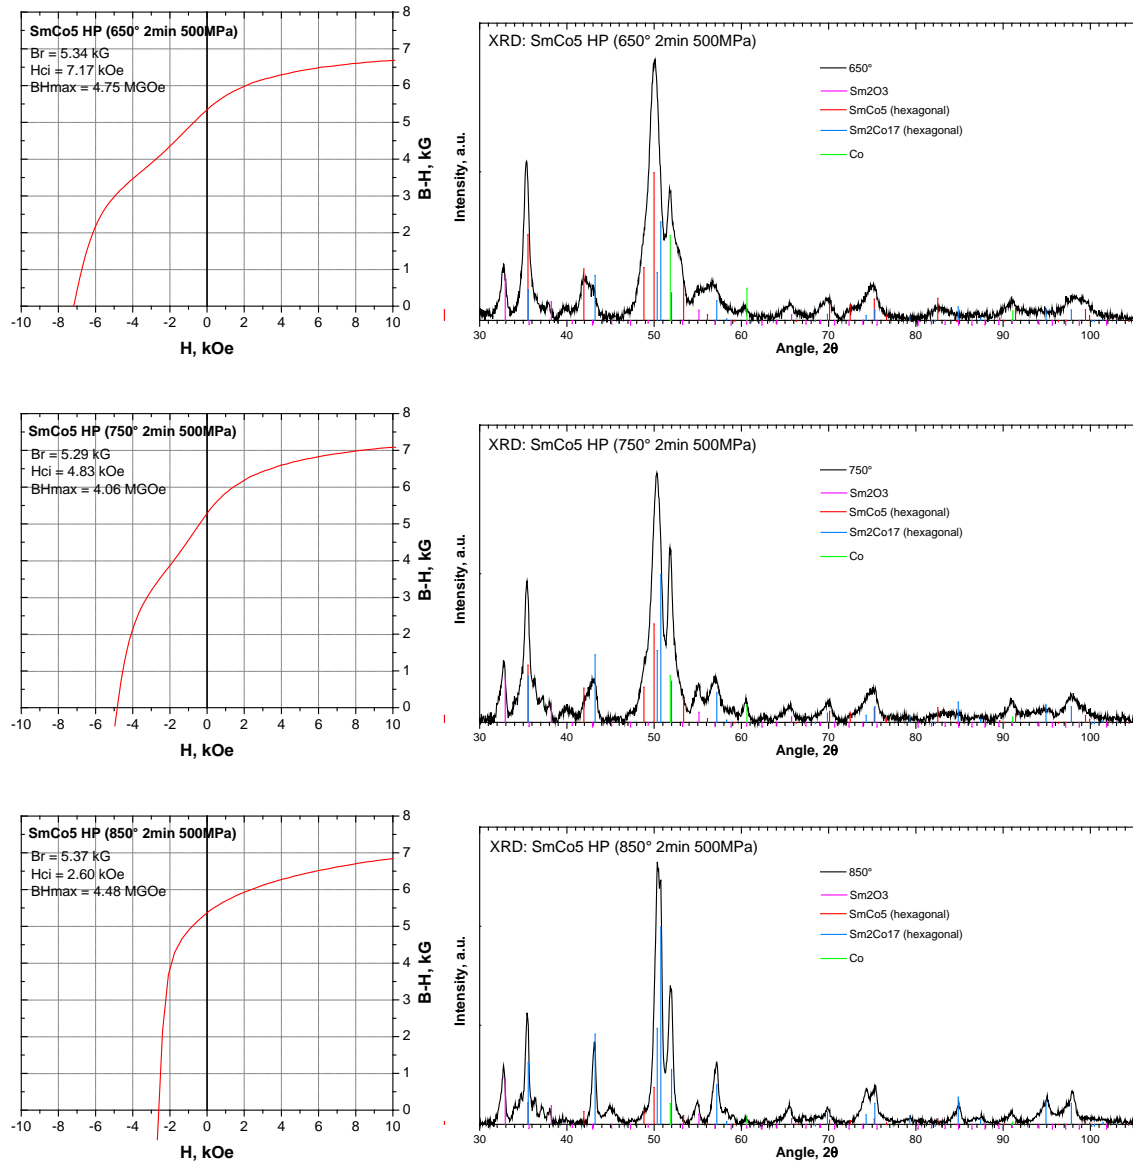 SmCo5 HP (650° 2min 500MPa)
Br = 5.34 kG
Hci = 7.17 kOe
BHmax = 4.75 MGOe
8
7
6
5
4
3
2
1
0
B-H, kG
-10 -8 -6 -4 -2 0 2 4 6 8 10
H, kOe
XRD: SmCo5 HP (650° 2min 500MPa)
650°
Sm2O3
SmCo5 (hexagonal)
Sm2Co17 (hexagonal)
Co
Intensity, a.u.
30 40 50 60 70 80 90 100
Angle, 2θ
SmCo5 HP (750° 2min 500MPa)
Br = 5.29 kG
Hci = 4.83 kOe
BHmax = 4.06 MGOe
8
7
6
5
4
3
2
1
0
B-H, kG
-10 -8 -6 -4 -2 0 2 4 6 8 10
H, kOe
XRD: SmCo5 HP (750° 2min 500MPa)
750°
Sm2O3
SmCo5 (hexagonal)
Sm2Co17 (hexagonal)
Co
Intensity, a.u.
30 40 50 60 70 80 90 100
Angle, 2θ
SmCo5 HP (850° 2min 500MPa)
Br = 5.37 kG
Hci = 2.60 kOe
BHmax = 4.48 MGOe
8
7
6
5
4
3
2
1
0
B-H, kG
-10 -8 -6 -4 -2 0 2 4 6 8 10
H, kOe
XRD: SmCo5 HP (850° 2min 500MPa)
850°
Sm2O3
SmCo5 (hexagonal)
Sm2Co17 (hexagonal)
Co
Intensity, a.u.
30 40 50 60 70 80 90 100
Angle, 2θ